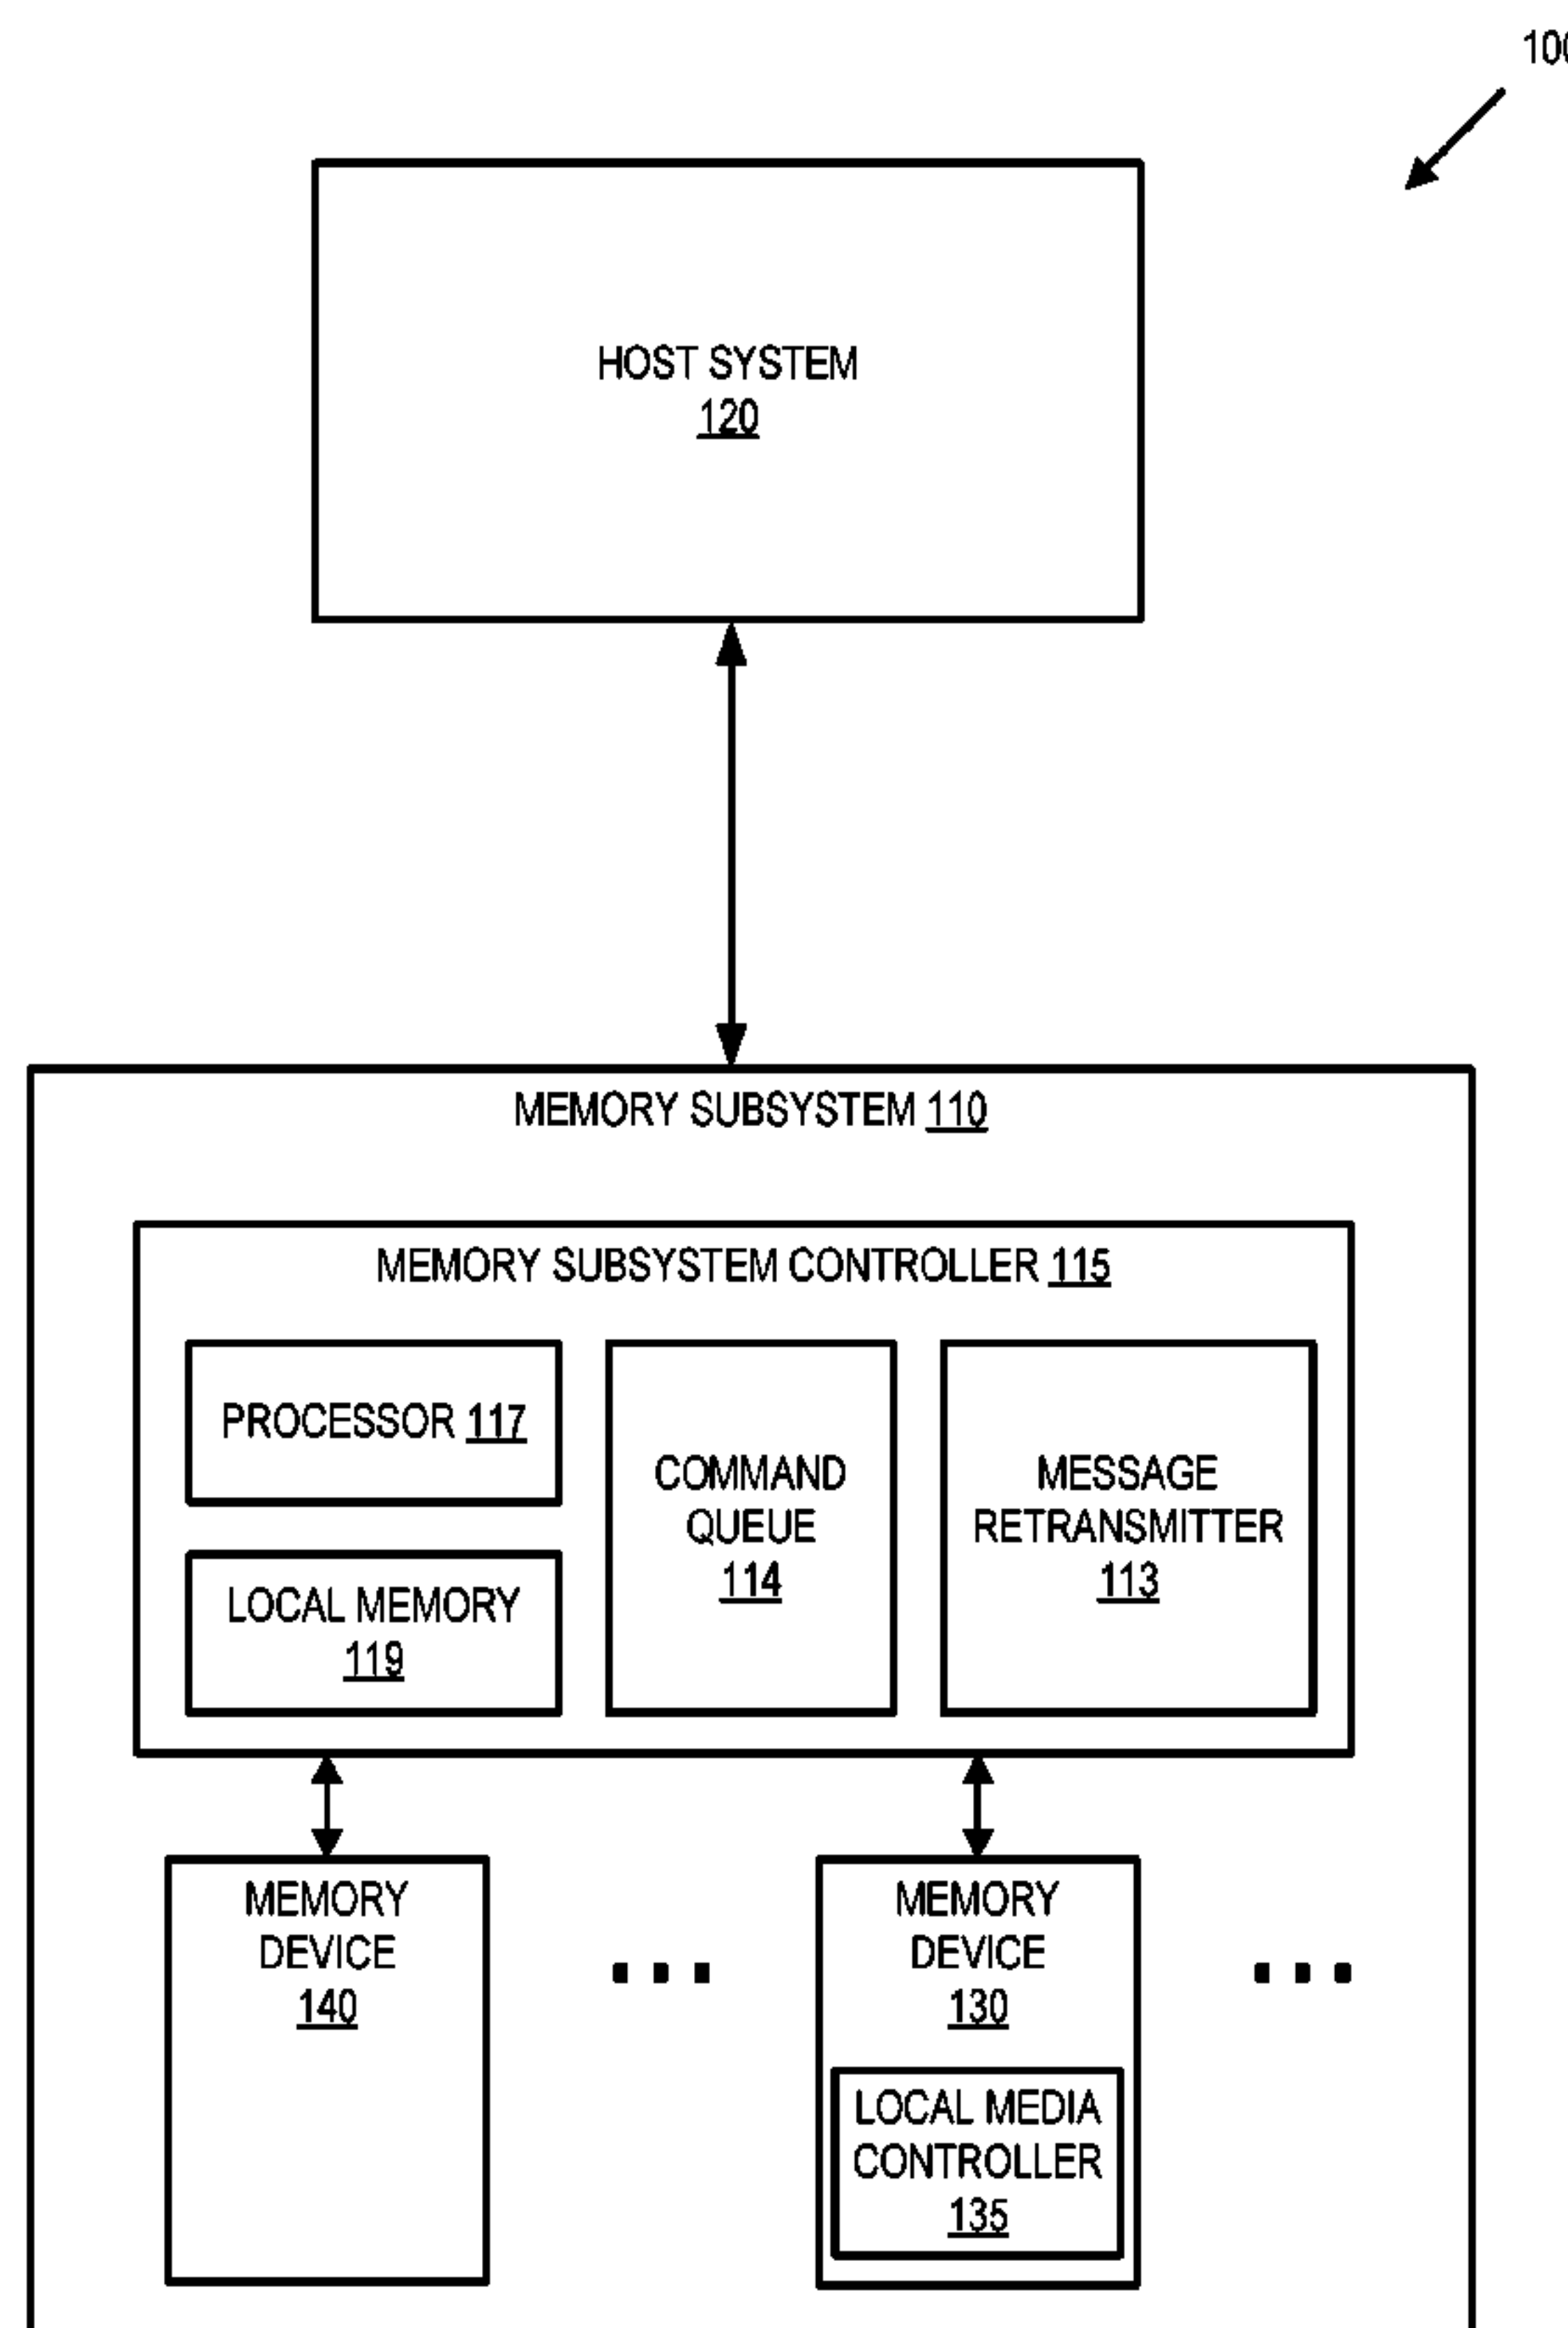 100
HOST SYSTEM
120
MEMORY SUBSYSTEM 110
MEMORY SUBSYSTEM CONTROLLER 115
PROCESSOR 117
LOCAL MEMORY
119
COMMAND
QUEUE
114
MESSAGE
RETRANSMITTER
113
MEMORY
DEVICE
140
MEMORY
DEVICE
130
LOCAL MEDIA
CONTROLLER
135